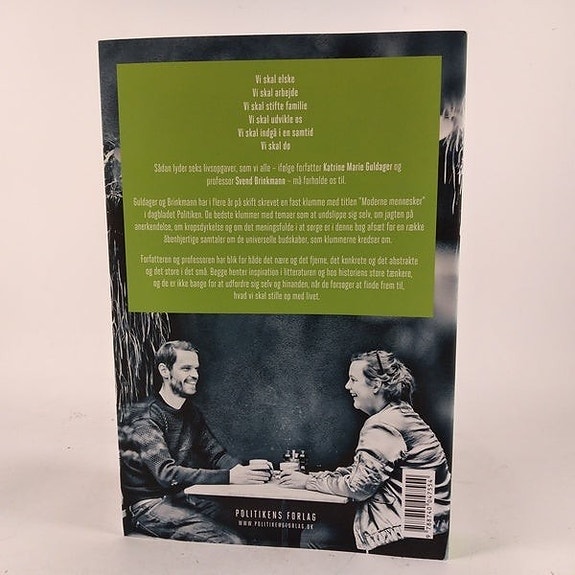 Vi skal elske
Vi skal arbejde
Vi skal stifte familie
Vi skal udvikle os
Vi skal indgå i en samtid
Vi skal dø
Sådan lyder seks livsopgaver, som vi alle – ifølge forfatter Katrine Marie Guldager og
professor Svend Brinkmann – må forholde os til.
Guldager og Brinkmann har i flere år på skift skrevet en fast klumme med titlen "Moderne mennesker"
i dagbladet Politiken. De bedste klummer med temaer som at undslippe sig selv, om jagten på
anerkendelse, om kropsdyrkelse og om det meningsfulde i at sørge er i denne bog afsæt for en række
åbenhjertige samtaler om de universelle budskaber, som klummerne kredser om.
Forfatteren og professoren har blik for både det nære og det fjerne, det konkrete og det abstrakte
og det store i det små. Begge henter inspiration i litteraturen og hos historiens store tænkere,
og de er ikke bange for at udfordre sig selv og hinanden, når de forsøger at finde frem til,
hvad vi skal stille op med livet.
POLITIKENS FORLAG
WWW.POLITIKENSFORLAG.DK
9 788740 047554